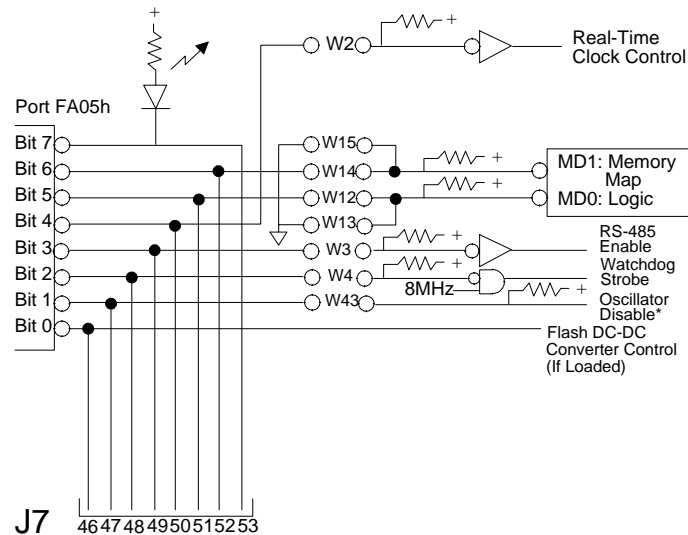 +
W2
+
Real-Time
Clock Control
Port FA05h
Bit 7
W15
Bit 6
W14
+
MD1: Memory
Map
Bit 5
W12
+
MD0: Logic
Bit 4
W13
Bit 3
W3
+
RS-485
Enable
Bit 2
W4
+
8MHz
Watchdog
Strobe
Bit 1
W43
+
Oscillator
Disable*
Bit 0
Flash DC-DC
Converter Control
(If Loaded)
J7 46 47 48 49 50 51 52 53